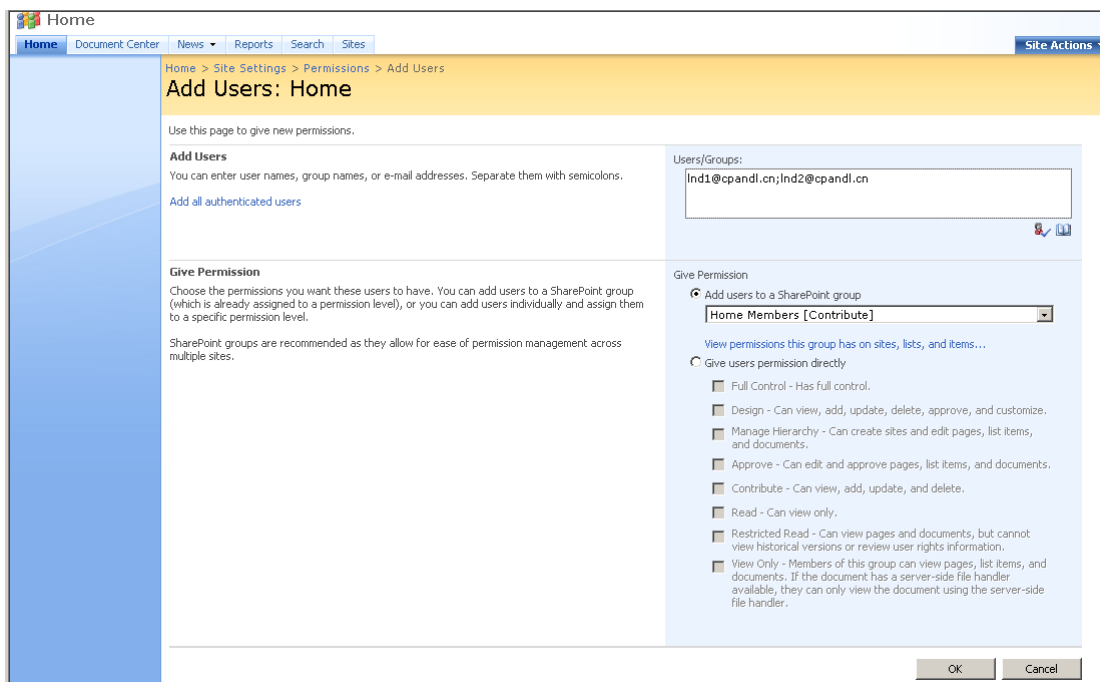 Home
Home Document Center News Reports Search Sites Site Actions
Home > Site Settings > Permissions > Add Users
Add Users: Home
Use this page to give new permissions.
Add Users
You can enter user names, group names, or e-mail addresses. Separate them with semicolons.
Add all authenticated users
Users/Groups:
lnd1@cpandl.cn;lnd2@cpandl.cn
Give Permission
Choose the permissions you want these users to have. You can add users to a SharePoint group
(which is already assigned to a permission level), or you can add users individually and assign them
to a specific permission level.
SharePoint groups are recommended as they allow for ease of permission management across
multiple sites.
Give Permission
Add users to a SharePoint group
Home Members [Contribute]
View permissions this group has on sites, lists, and items...
Give users permission directly
Full Control - Has full control.
Design - Can view, add, update, delete, approve, and customize.
Manage Hierarchy - Can create sites and edit pages, list items,
and documents.
Approve - Can edit and approve pages, list items, and documents.
Contribute - Can view, add, update, and delete.
Read - Can view only.
Restricted Read - Can view pages and documents, but cannot
view historical versions or review user rights information.
View Only - Members of this group can view pages, list items, and
documents. If the document has a server-side file handler
available, they can only view the document using the server-side
file handler.
OK Cancel